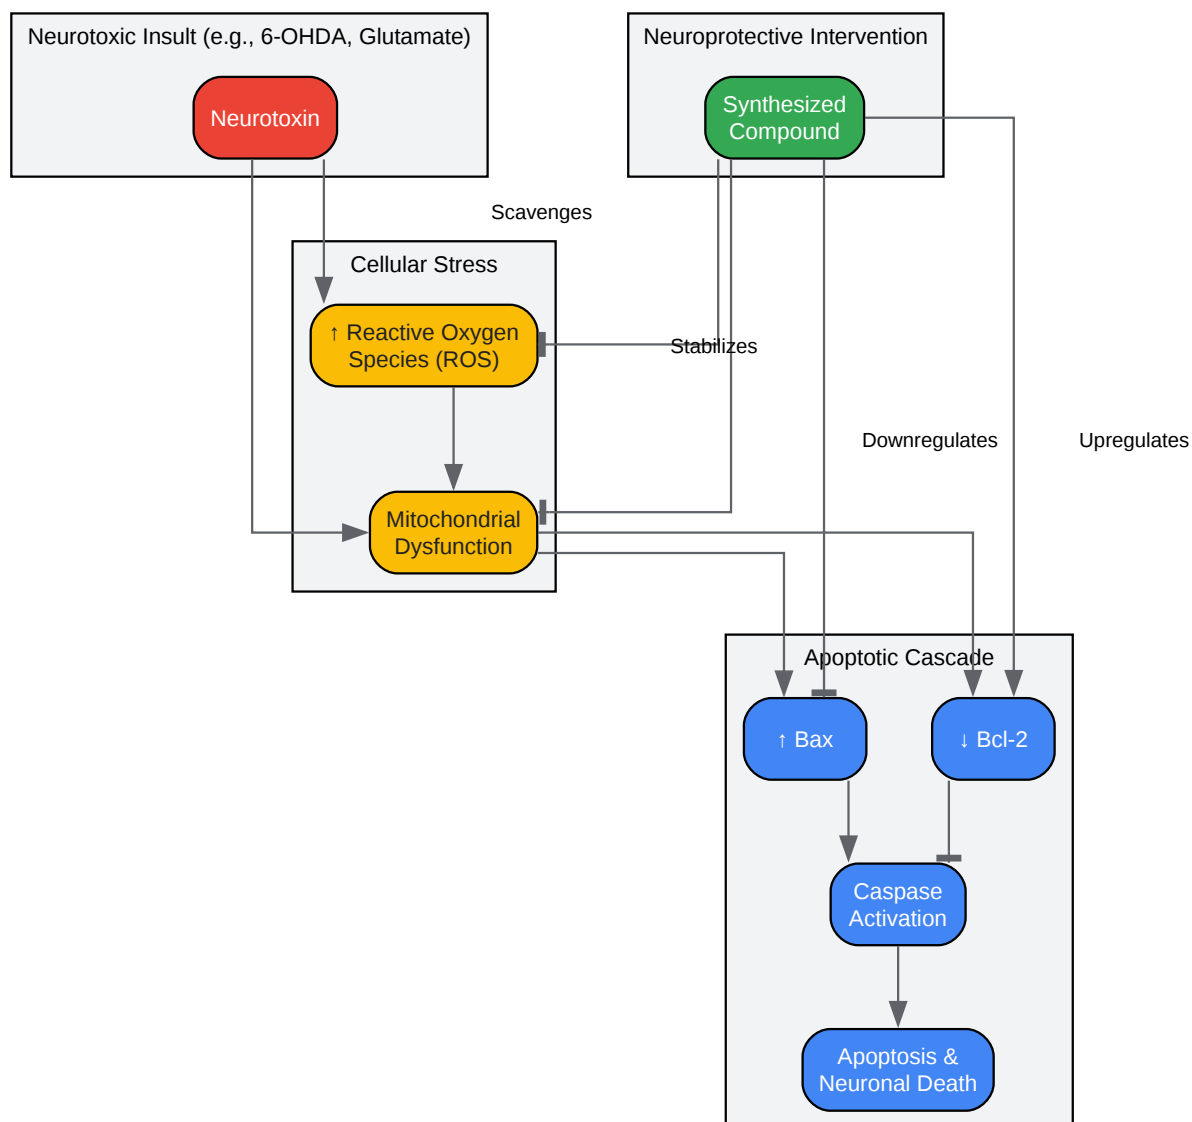 Neurotoxic Insult (e.g., 6-OHDA, Glutamate)
Neurotoxin
Neuroprotective Intervention
Synthesized
Compound
Scavenges
Cellular Stress
↑ Reactive Oxygen
Species (ROS)
Stabilizes
Downregulates
Upregulates
Mitochondrial
Dysfunction
Apoptotic Cascade
↑ Bax
↓ Bcl-2
Caspase
Activation
Apoptosis &
Neuronal Death